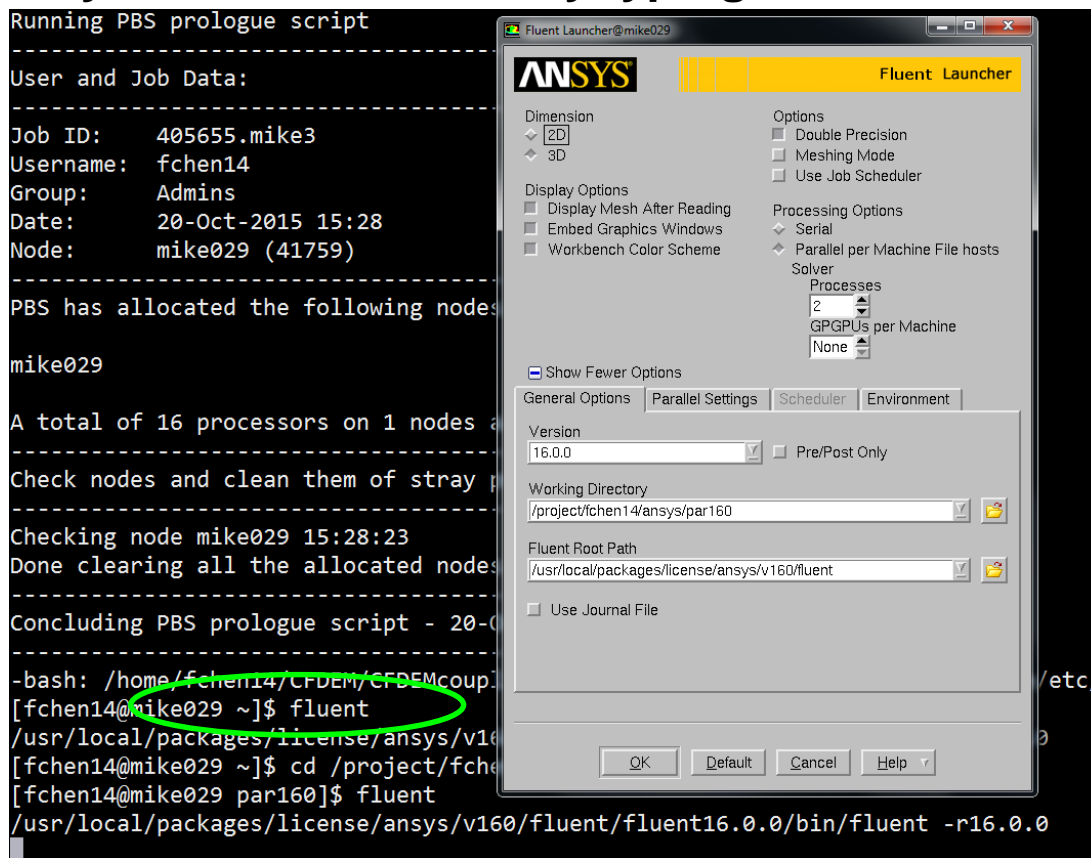 Running PBS prologue script
----------------------------------------
User and Job Data:
----------------------------------------
Job ID:    405655.mike3
Username:  fchen14
Group:     Admins
Date:      20-Oct-2015 15:28
Node:      mike029 (41759)
----------------------------------------
PBS has allocated the following nodes
mike029
A total of 16 processors on 1 nodes a
----------------------------------------
Check nodes and clean them of stray p
----------------------------------------
Checking node mike029 15:28:23
Done clearing all the allocated nodes
----------------------------------------
Concluding PBS prologue script - 20-O
----------------------------------------
-bash: /home/fchen14/CFDEM/CFDEMcoupl
/etc
[fchen14@mike029 ~]$ fluent
/usr/local/packages/license/ansys/v16
[fchen14@mike029 ~]$ cd /project/fche
[fchen14@mike029 par160]$ fluent
/usr/local/packages/license/ansys/v160/fluent/fluent16.0.0/bin/fluent -r16.0.0
Fluent Launcher@mike029
ANSYS
Fluent Launcher
Dimension
2D
3D
Display Options
Display Mesh After Reading
Embed Graphics Windows
Workbench Color Scheme
Options
Double Precision
Meshing Mode
Use Job Scheduler
Processing Options
Serial
Parallel per Machine File hosts
Solver
Processes
2
GPGPUs per Machine
None
Show Fewer Options
General Options
Parallel Settings
Scheduler
Environment
Version
16.0.0
Pre/Post Only
Working Directory
/project/fchen14/ansys/par160
Fluent Root Path
/usr/local/packages/license/ansys/v160/fluent
Use Journal File
OK
Default
Cancel
Help